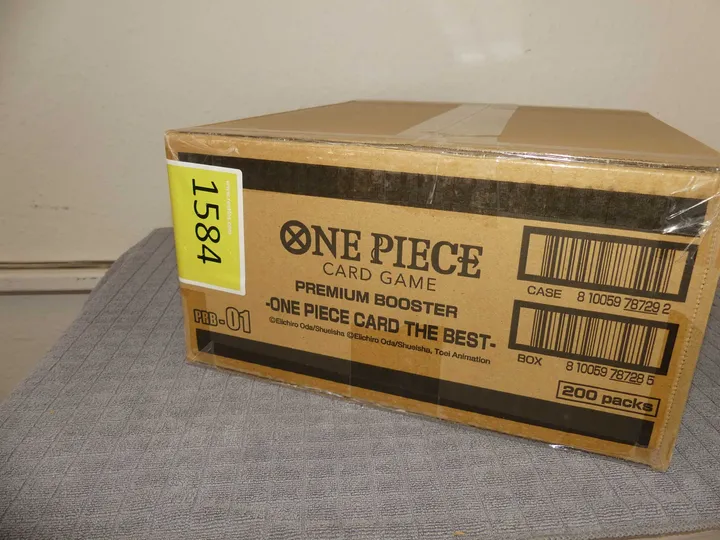 1584
ONE PIECE
CARD GAME
PREMIUM BOOSTER
-ONE PIECE CARD THE BEST-
©Eiichiro Oda/Shueisha ©Eiichiro Oda/Shueisha, Toei Animation
PRB-01
CASE 8 10059 78729 2
BOX 8 10059 78728 5
200 packs